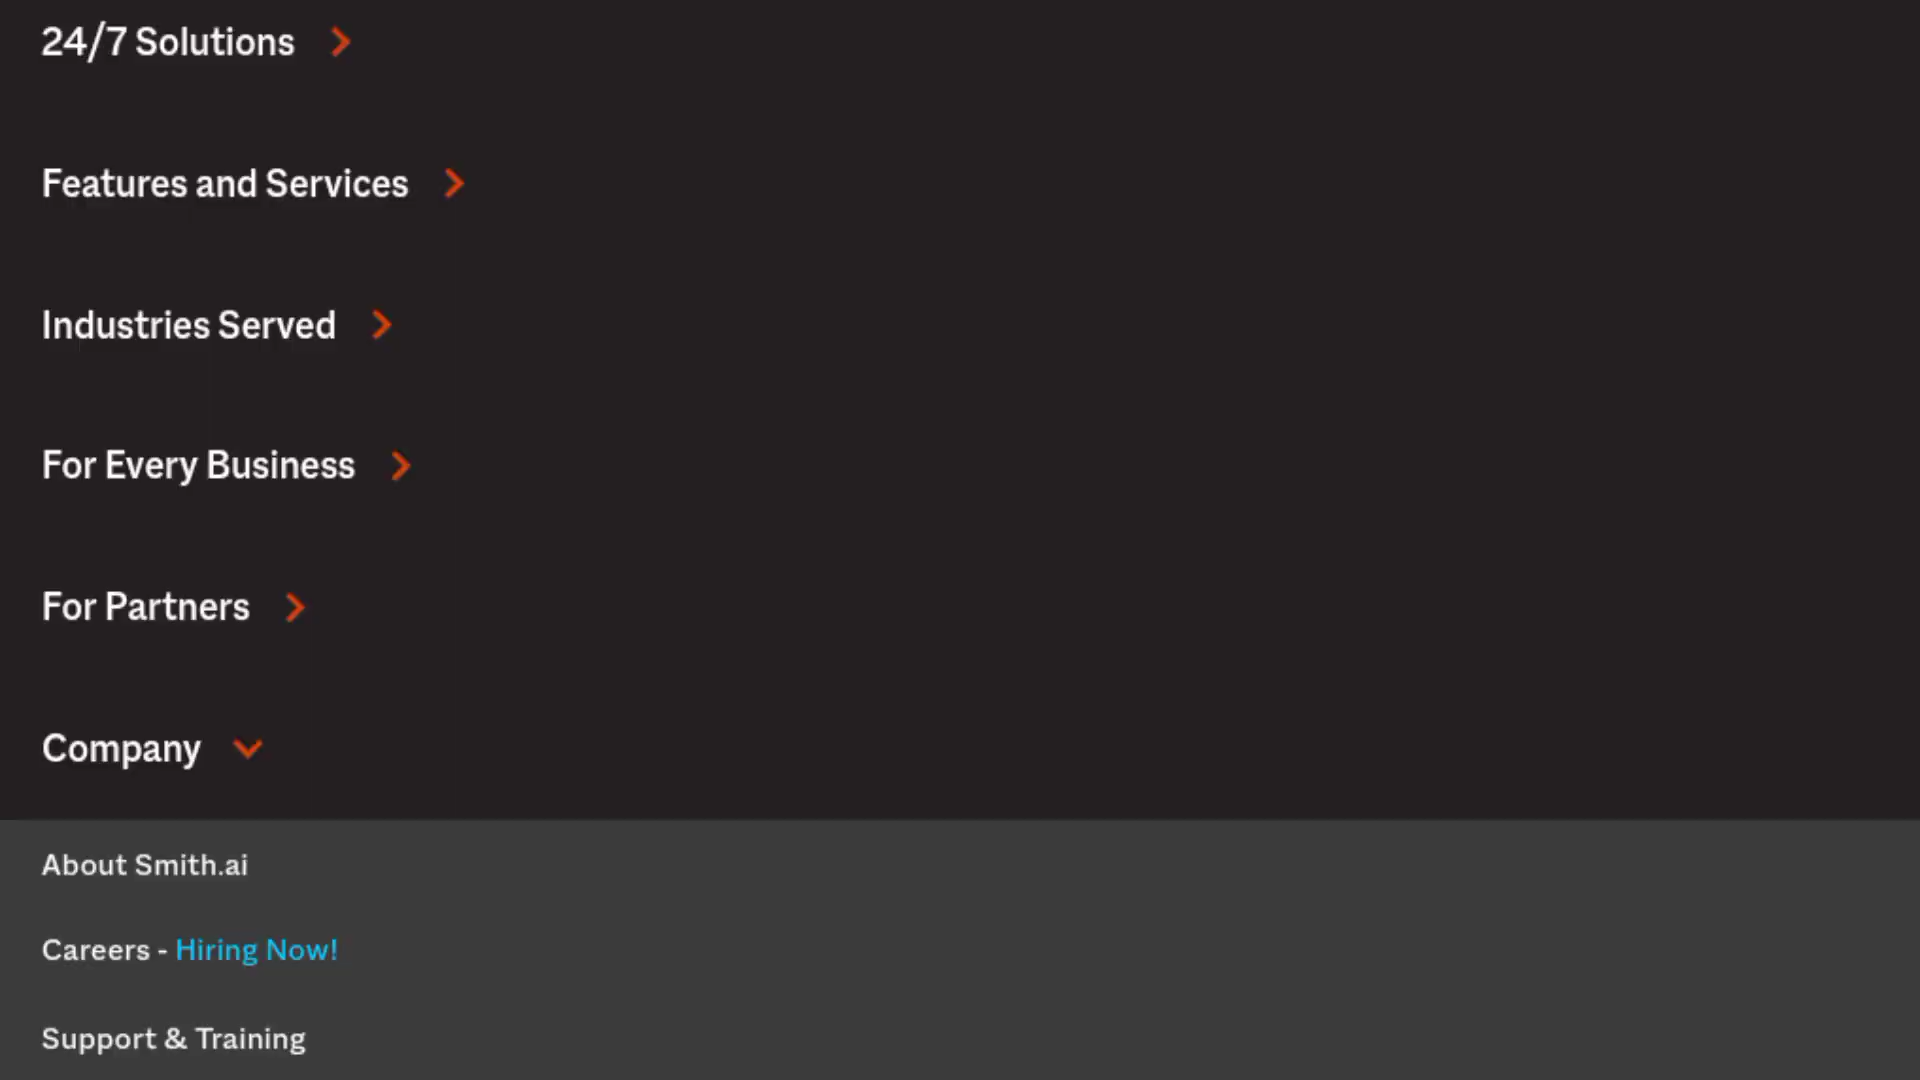 24/7 Solutions
Features and Services
Industries Served
For Every Business
For Partners
Company
About Smith.ai
Careers - Hiring Now!
Support & Training